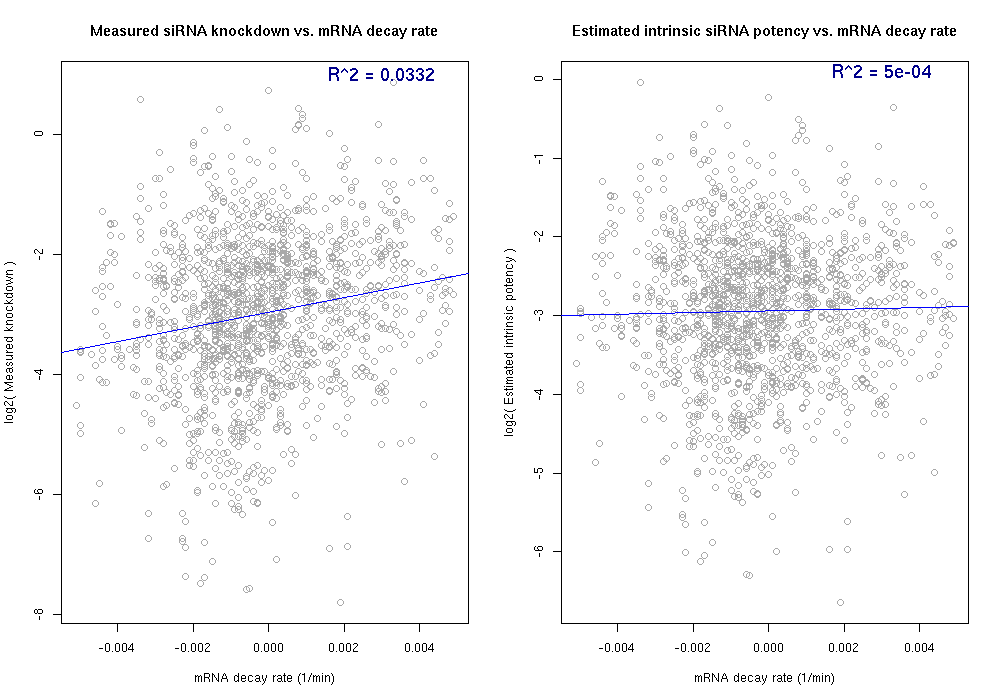 Measured siRNA knockdown vs. mRNA decay rate
R^2 = 0.0332
log2( Measured knockdown )
0
-2
-4
-6
-8
-0.004 -0.002 0.000 0.002 0.004
mRNA decay rate (1/min)
Estimated intrinsic siRNA potency vs. mRNA decay rate
R^2 = 5e-04
log2( Estimated intrinsic potency )
0
-1
-2
-3
-4
-5
-6
-0.004 -0.002 0.000 0.002 0.004
mRNA decay rate (1/min)